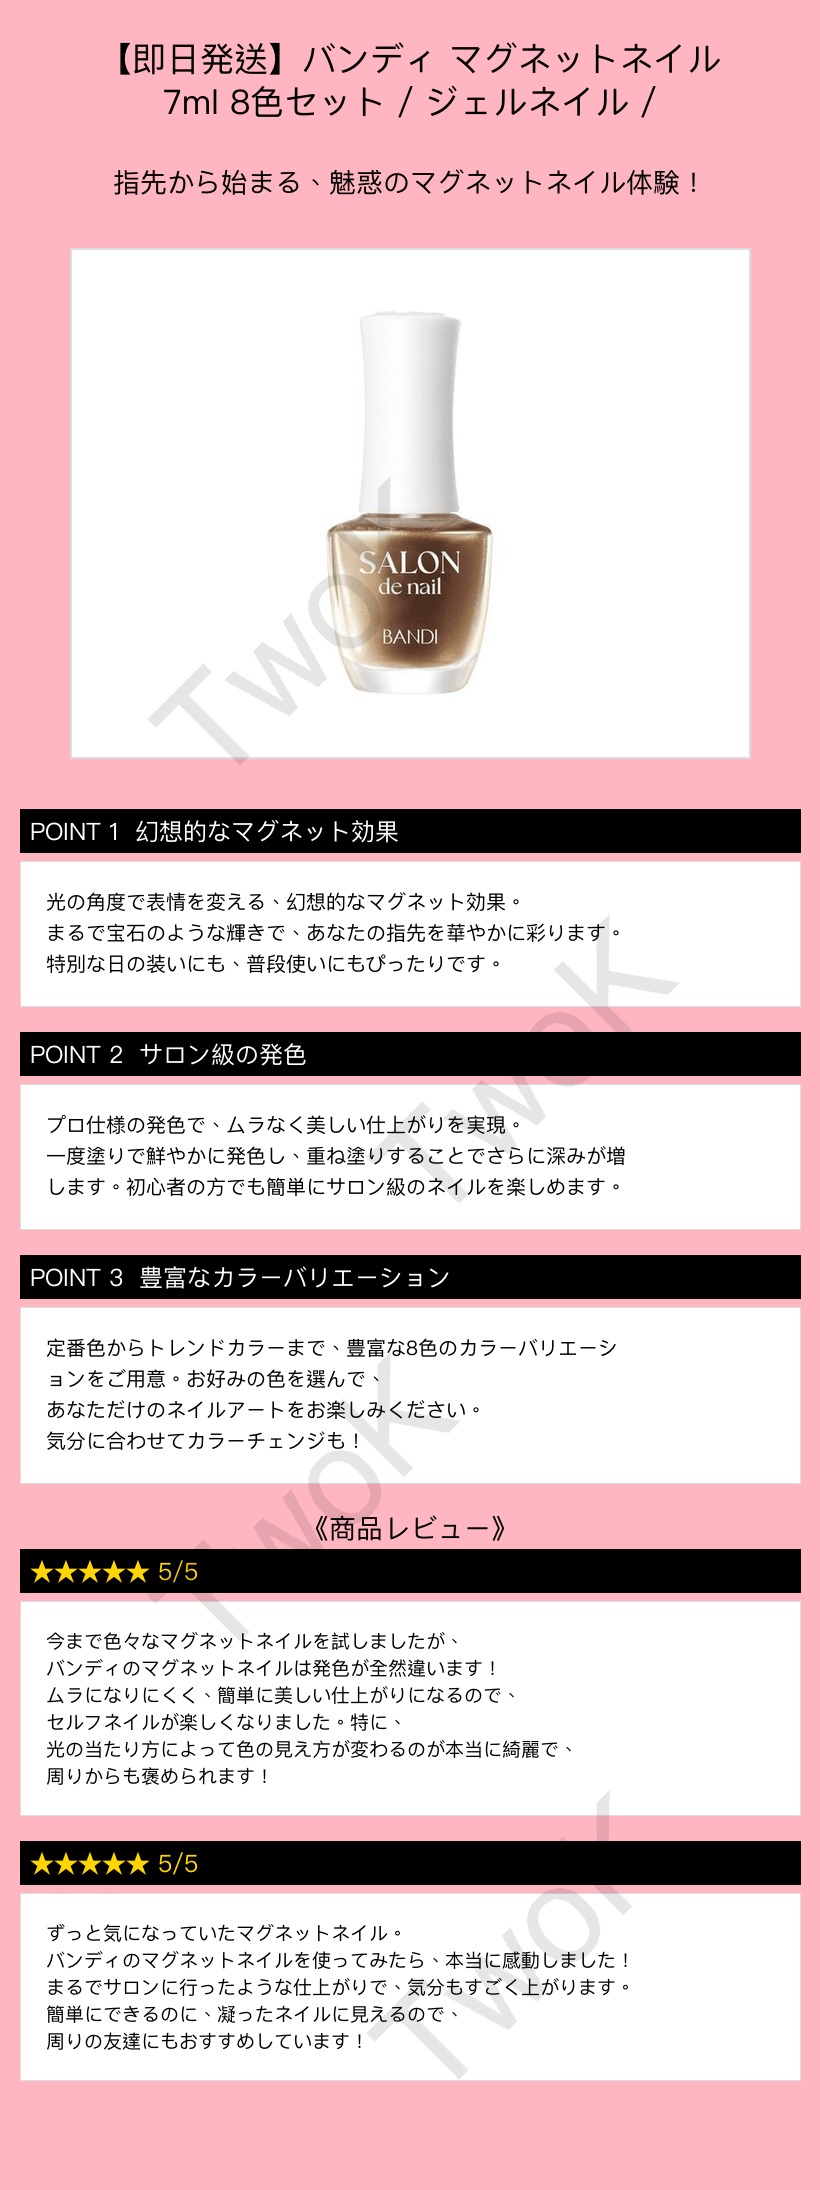 【即日発送】バンディ マグネットネイル
7ml 8色セット / ジェルネイル /
指先から始まる、魅惑のマグネットネイル体験！
SALON
de nail
BANDI
TwoK
POINT 1 幻想的なマグネット効果
光の角度で表情を変える、幻想的なマグネット効果。
まるで宝石のような輝きで、あなたの指先を華やかに彩ります。
特別な日の装いにも、普段使いにもぴったりです。
TwoK
POINT 2 サロン級の発色
プロ仕様の発色で、ムラなく美しい仕上がりを実現。
一度塗りで鮮やかに発色し、重ね塗りすることでさらに深みが増
します。初心者の方でも簡単にサロン級のネイルを楽しめます。
POINT 3 豊富なカラーバリエーション
定番色からトレンドカラーまで、豊富な8色のカラーバリエーシ
ョンをご用意。お好みの色を選んで、
あなただけのネイルアートをお楽しみください。
気分に合わせてカラーチェンジも！
TwoK
《商品レビュー》
★★★★★ 5/5
今まで色々なマグネットネイルを試しましたが、
バンディのマグネットネイルは発色が全然違います！
ムラになりにくく、簡単に美しい仕上がりになるので、
セルフネイルが楽しくなりました。特に、
光の当たり方によって色の見え方が変わるのが本当に綺麗で、
周りからも褒められます！
★★★★★ 5/5
ずっと気になっていたマグネットネイル。
バンディのマグネットネイルを使ってみたら、本当に感動しました！
まるでサロンに行ったような仕上がりで、気分もすごく上がります。
簡単にできるのに、凝ったネイルに見えるので、
周りの友達にもおすすめしています！
TwoK